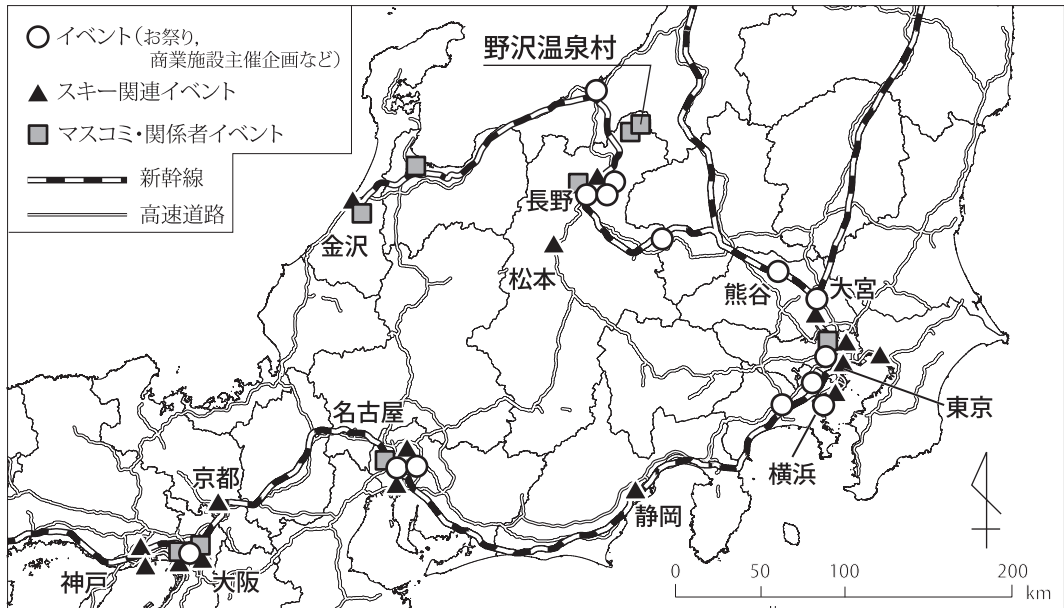 イベント（お祭り，
商業施設主催企画など）
スキー関連イベント
マスコミ・関係者イベント
新幹線
高速道路
野沢温泉村
長野
金沢
松本
熊谷
大宮
東京
横浜
名古屋
京都
静岡
神戸
大阪
0 50 100 200
km